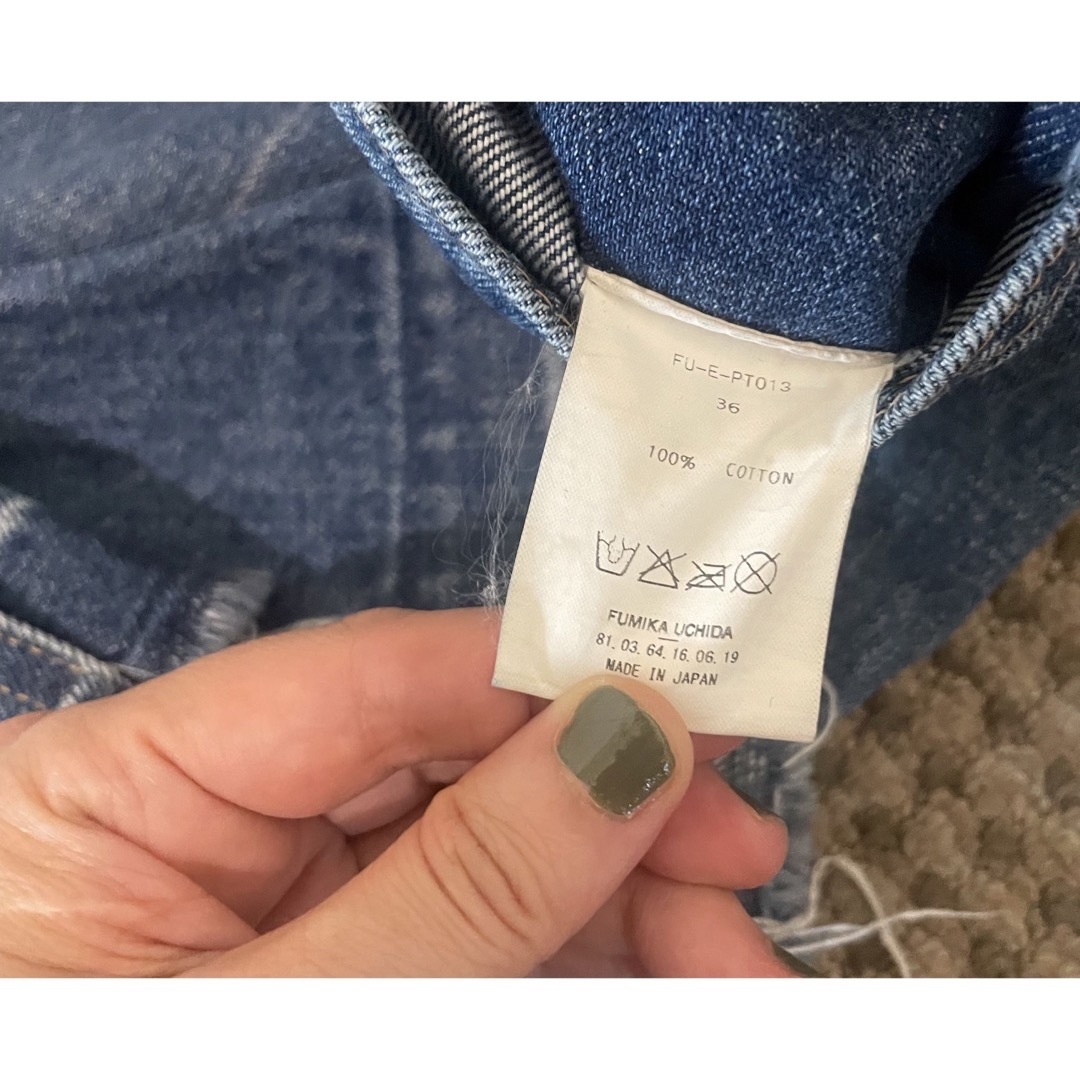 FU-E-PT013
36
100% COTTON
FUMIKA UCHIDA
81. 03. 64. 16. 06. 19
MADE IN JAPAN